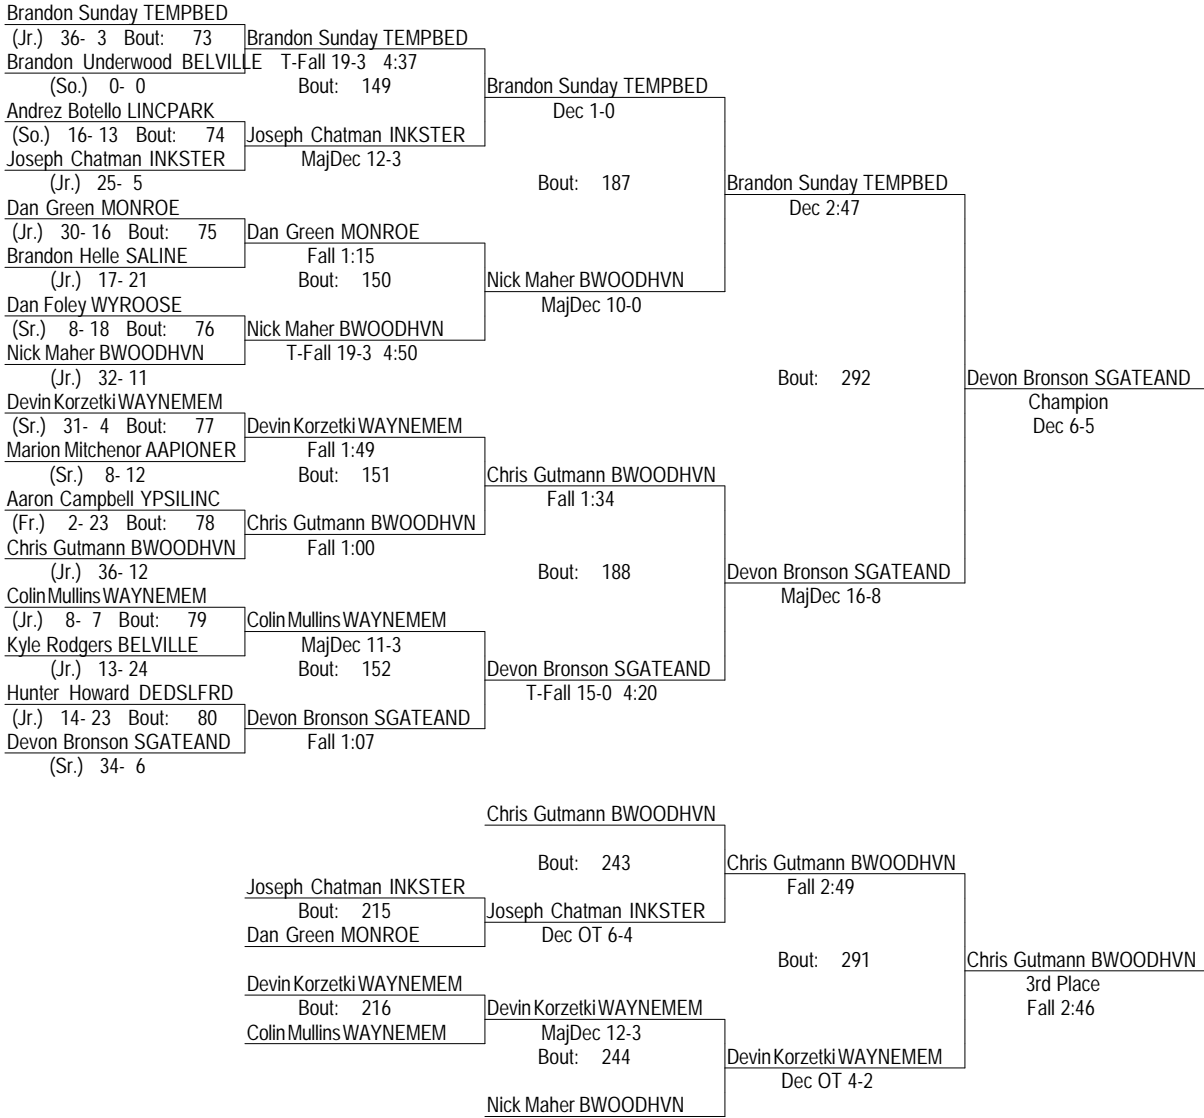 Brandon Sunday TEMPBED
(Jr.) 36- 3 Bout: 73
Brandon Sunday TEMPBED
Brandon Underwood BELVILLE
T-Fall 19-3 4:37
(So.) 0- 0
Bout: 149
Brandon Sunday TEMPBED
Andrez Botello LINCPARK
Dec 1-0
(So.) 16- 13 Bout: 74
Joseph Chatman INKSTER
Joseph Chatman INKSTER
MajDec 12-3
(Jr.) 25- 5
Bout: 187
Brandon Sunday TEMPBED
Dan Green MONROE
Dec 2:47
(Jr.) 30- 16 Bout: 75
Dan Green MONROE
Brandon Helle SALINE
Fall 1:15
(Jr.) 17- 21
Bout: 150
Nick Maher BWOODHVN
Dan Foley WYROOSE
MajDec 10-0
(Sr.) 8- 18 Bout: 76
Nick Maher BWOODHVN
Nick Maher BWOODHVN
T-Fall 19-3 4:50
(Jr.) 32- 11
Bout: 292
Devon Bronson SGATEAND
Devin Korzetki WAYNEMEM
Champion
(Sr.) 31- 4 Bout: 77
Devin Korzetki WAYNEMEM
Dec 6-5
Marion Mitchenor AAPIONER
Fall 1:49
(Sr.) 8- 12
Bout: 151
Chris Gutmann BWOODHVN
Aaron Campbell YPSILINC
Fall 1:34
(Fr.) 2- 23 Bout: 78
Chris Gutmann BWOODHVN
Chris Gutmann BWOODHVN
Fall 1:00
(Jr.) 36- 12
Bout: 188
Devon Bronson SGATEAND
Colin Mullins WAYNEMEM
MajDec 16-8
(Jr.) 8- 7 Bout: 79
Colin Mullins WAYNEMEM
Kyle Rodgers BELVILLE
MajDec 11-3
(Jr.) 13- 24
Bout: 152
Devon Bronson SGATEAND
Hunter Howard DEDSLFRD
T-Fall 15-0 4:20
(Jr.) 14- 23 Bout: 80
Devon Bronson SGATEAND
Devon Bronson SGATEAND
Fall 1:07
(Sr.) 34- 6
Chris Gutmann BWOODHVN
Bout: 243
Chris Gutmann BWOODHVN
Joseph Chatman INKSTER
Fall 2:49
Bout: 215
Joseph Chatman INKSTER
Dan Green MONROE
Dec OT 6-4
Bout: 291
Chris Gutmann BWOODHVN
Devin Korzetki WAYNEMEM
3rd Place
Bout: 216
Devin Korzetki WAYNEMEM
Fall 2:46
Colin Mullins WAYNEMEM
MajDec 12-3
Bout: 244
Devin Korzetki WAYNEMEM
Dec OT 4-2
Nick Maher BWOODHVN